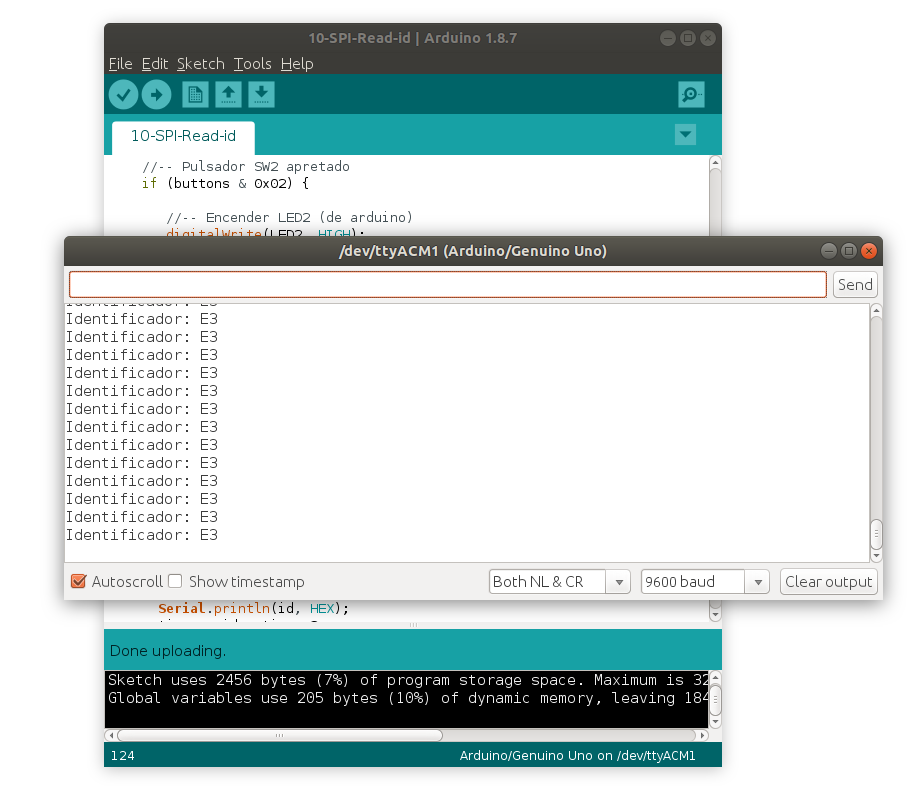 10-SPI-Read-id | Arduino 1.8.7
File Edit Sketch Tools Help
10-SPI-Read-id
//-- Pulsador SW2 apretado
if (buttons & 0x02) {
//-- Encender LED2 (de arduino)
digitalWrite(LED2, HIGH);
/dev/ttyACM1 (Arduino/Genuino Uno)
Send
Identificador: E3
Identificador: E3
Identificador: E3
Identificador: E3
Identificador: E3
Identificador: E3
Identificador: E3
Identificador: E3
Identificador: E3
Identificador: E3
Identificador: E3
Identificador: E3
Identificador: E3
Identificador: E3
Autoscroll Show timestamp Both NL & CR 9600 baud Clear output
Serial.println(id, HEX);
Done uploading.
Sketch uses 2456 bytes (7%) of program storage space. Maximum is 32
Global variables use 205 bytes (10%) of dynamic memory, leaving 184
124 Arduino/Genuino Uno on /dev/ttyACM1